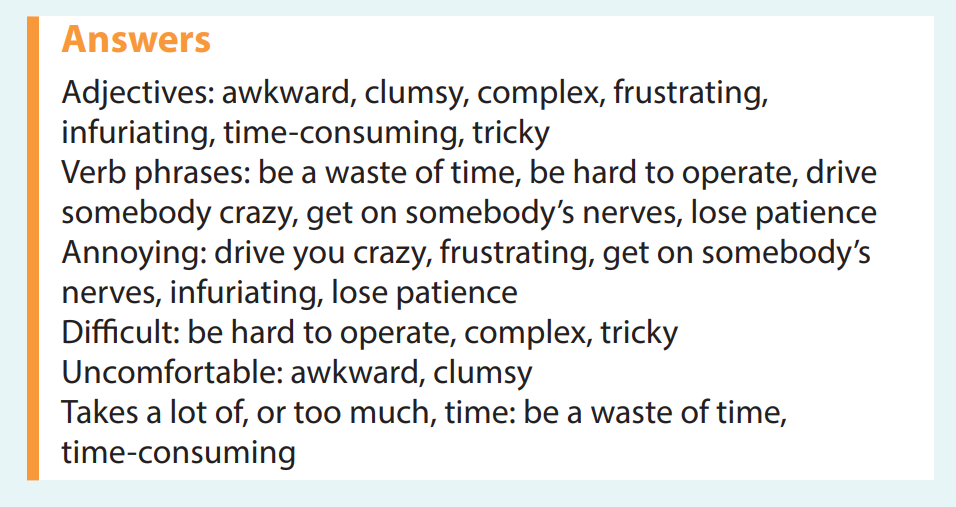 Answers
Adjectives: awkward, clumsy, complex, frustrating,
infuriating, time-consuming, tricky
Verb phrases: be a waste of time, be hard to operate, drive
somebody crazy, get on somebody’s nerves, lose patience
Annoying: drive you crazy, frustrating, get on somebody’s
nerves, infuriating, lose patience
Difficult: be hard to operate, complex, tricky
Uncomfortable: awkward, clumsy
Takes a lot of, or too much, time: be a waste of time,
time-consuming